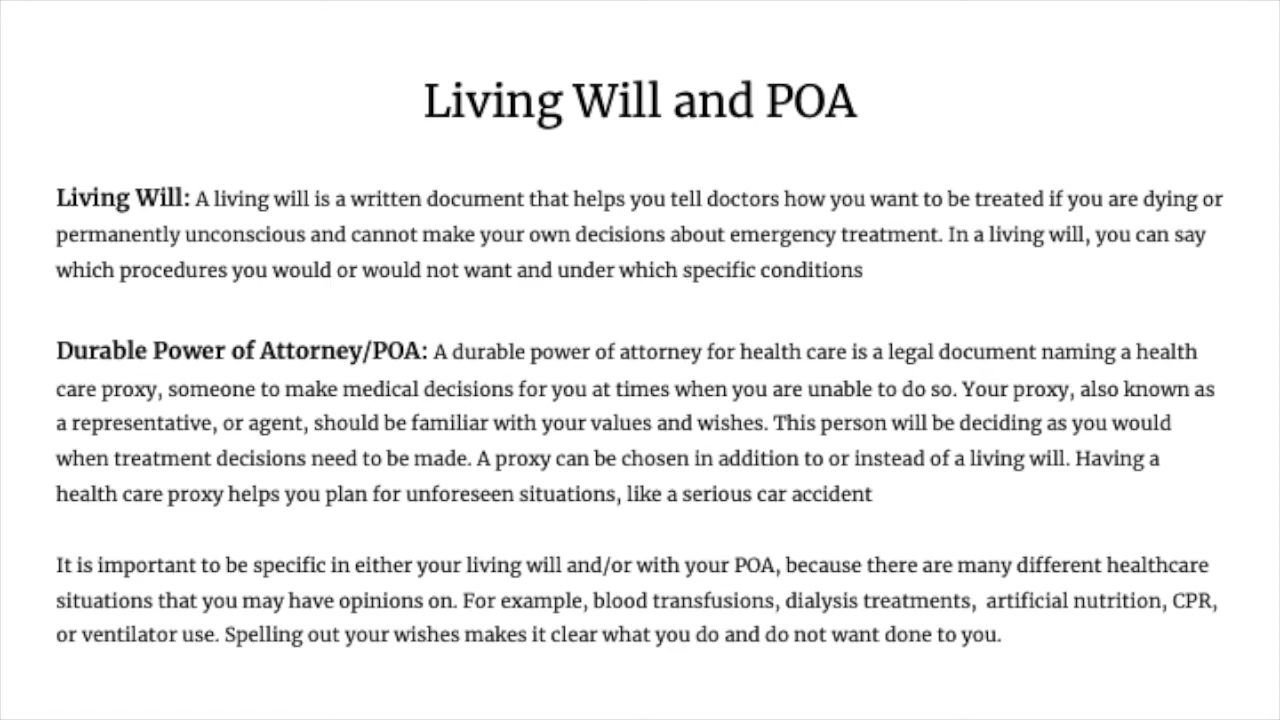 Living Will and POA
Living Will: A living will is a written document that helps you tell doctors how you want to be treated if you are dying or
permanently unconscious and cannot make your own decisions about emergency treatment. In a living will, you can say
which procedures you would or would not want and under which specific conditions
Durable Power of Attorney/POA: A durable power of attorney for health care is a legal document naming a health
care proxy, someone to make medical decisions for you at times when you are unable to do so. Your proxy, also known as
a representative, or agent, should be familiar with your values and wishes. This person will be deciding as you would
when treatment decisions need to be made. A proxy can be chosen in addition to or instead of a living will. Having a
health care proxy helps you plan for unforeseen situations, like a serious car accident
It is important to be specific in either your living will and/or with your POA, because there are many different healthcare
situations that you may have opinions on. For example, blood transfusions, dialysis treatments,  artificial nutrition, CPR,
or ventilator use. Spelling out your wishes makes it clear what you do and do not want done to you.